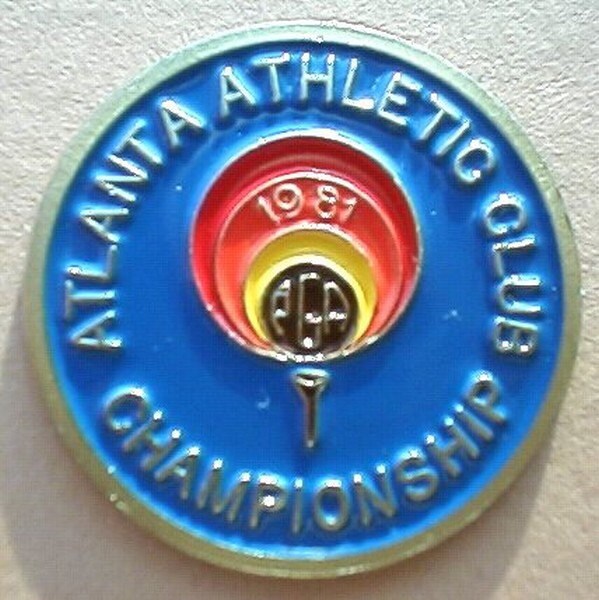 ATLANTA ATHLETIC CLUB
1981
PGA
CHAMPIONSHIP